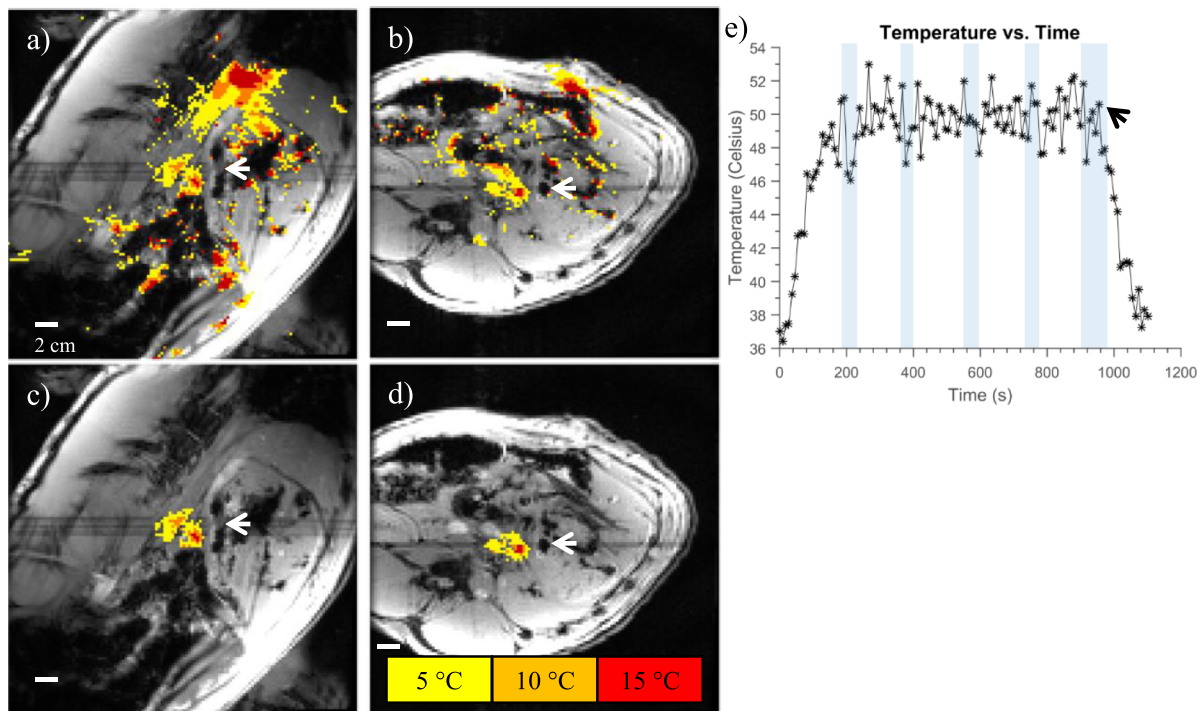 a)
b)
2 cm
c)
d)
5 °C 10 °C 15 °C
e)
Temperature vs. Time
54
52
50
48
46
44
42
40
38
36
Temperature (Celsius)
0 200 400 600 800 1000 1200
Time (s)